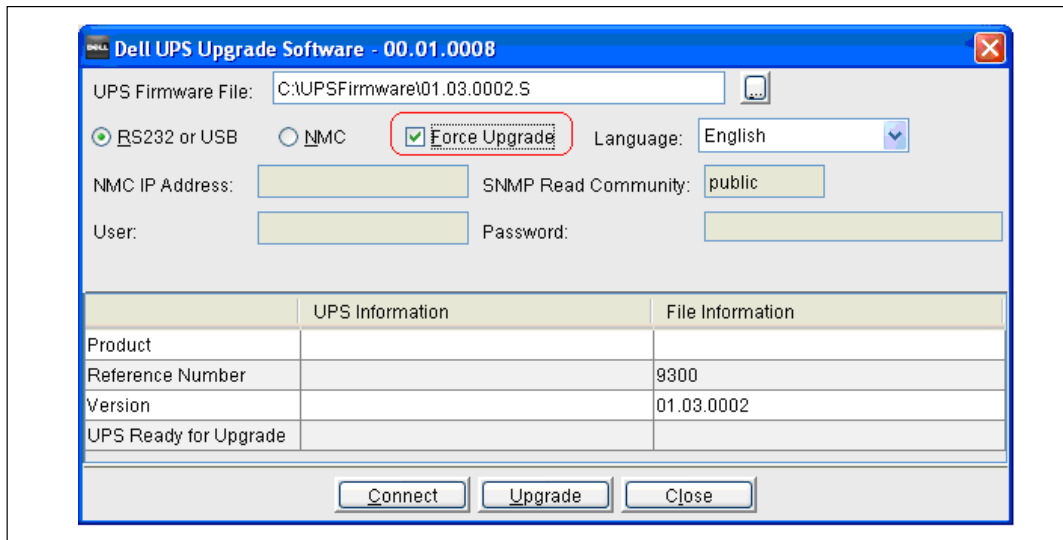 DELL Dell UPS Upgrade Software - 00.01.0008
UPS Firmware File: C:\UPSFirmware\01.03.0002.S ...
RS232 or USB NMC Force Upgrade Language: English
NMC IP Address: SNMP Read Community: public
User: Password:
UPS Information File Information
Product
Reference Number 9300
Version 01.03.0002
UPS Ready for Upgrade
Connect Upgrade Close